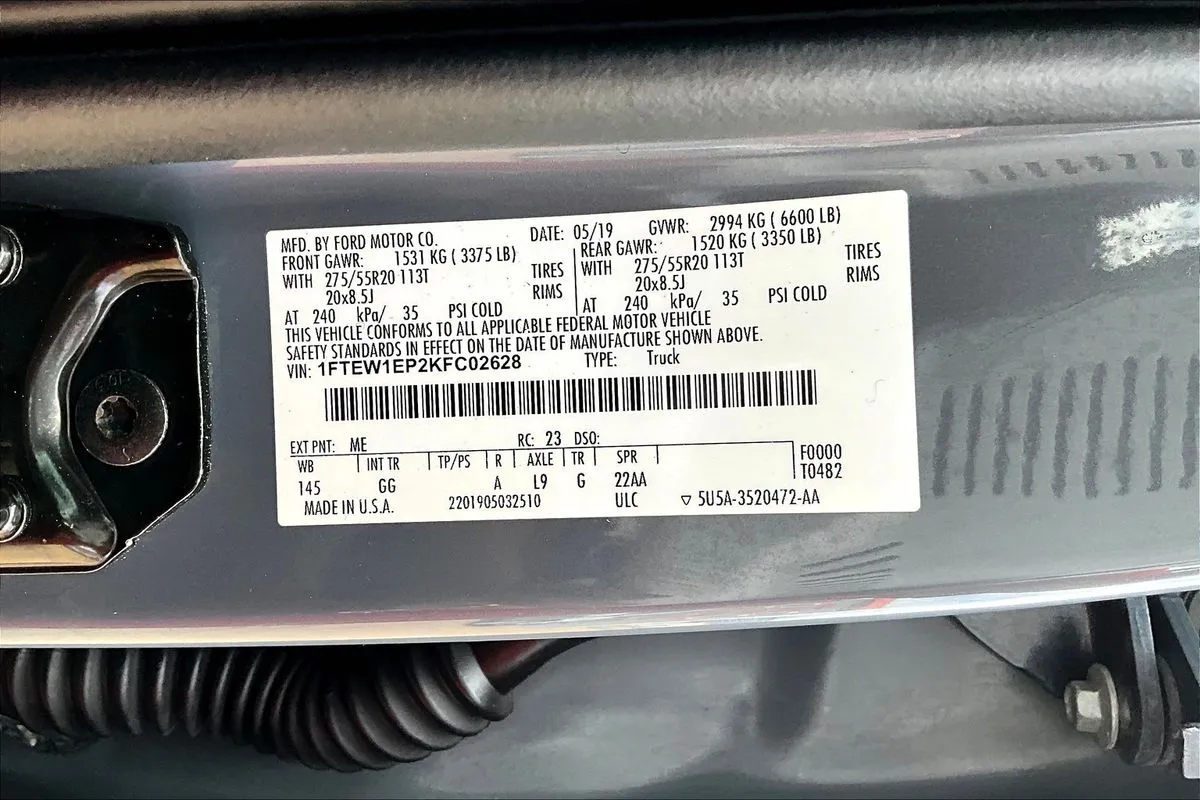 MFD. BY FORD MOTOR CO. DATE: 05/19 GVWR: 2994 KG ( 6600 LB)
FRONT GAWR: 1531 KG ( 3375 LB) REAR GAWR: 1520 KG ( 3350 LB)
WITH 275/55R20 113T TIRES WITH 275/55R20 113T TIRES
20x8.5J RIMS 20x8.5J RIMS
AT 240 kPa/ 35 PSI COLD AT 240 kPa/ 35 PSI COLD
THIS VEHICLE CONFORMS TO ALL APPLICABLE FEDERAL MOTOR VEHICLE
SAFETY STANDARDS IN EFFECT ON THE DATE OF MANUFACTURE SHOWN ABOVE.
VIN: 1FTEW1EP2KFC02628 TYPE: Truck
EXT PNT: ME RC: 23 DSO:
WB INT TR TP/PS R AXLE TR SPR F0000
145 GG A L9 G 22AA T0482
MADE IN U.S.A. 2201905032510 ULC ▽ 5U5A-3520472-AA